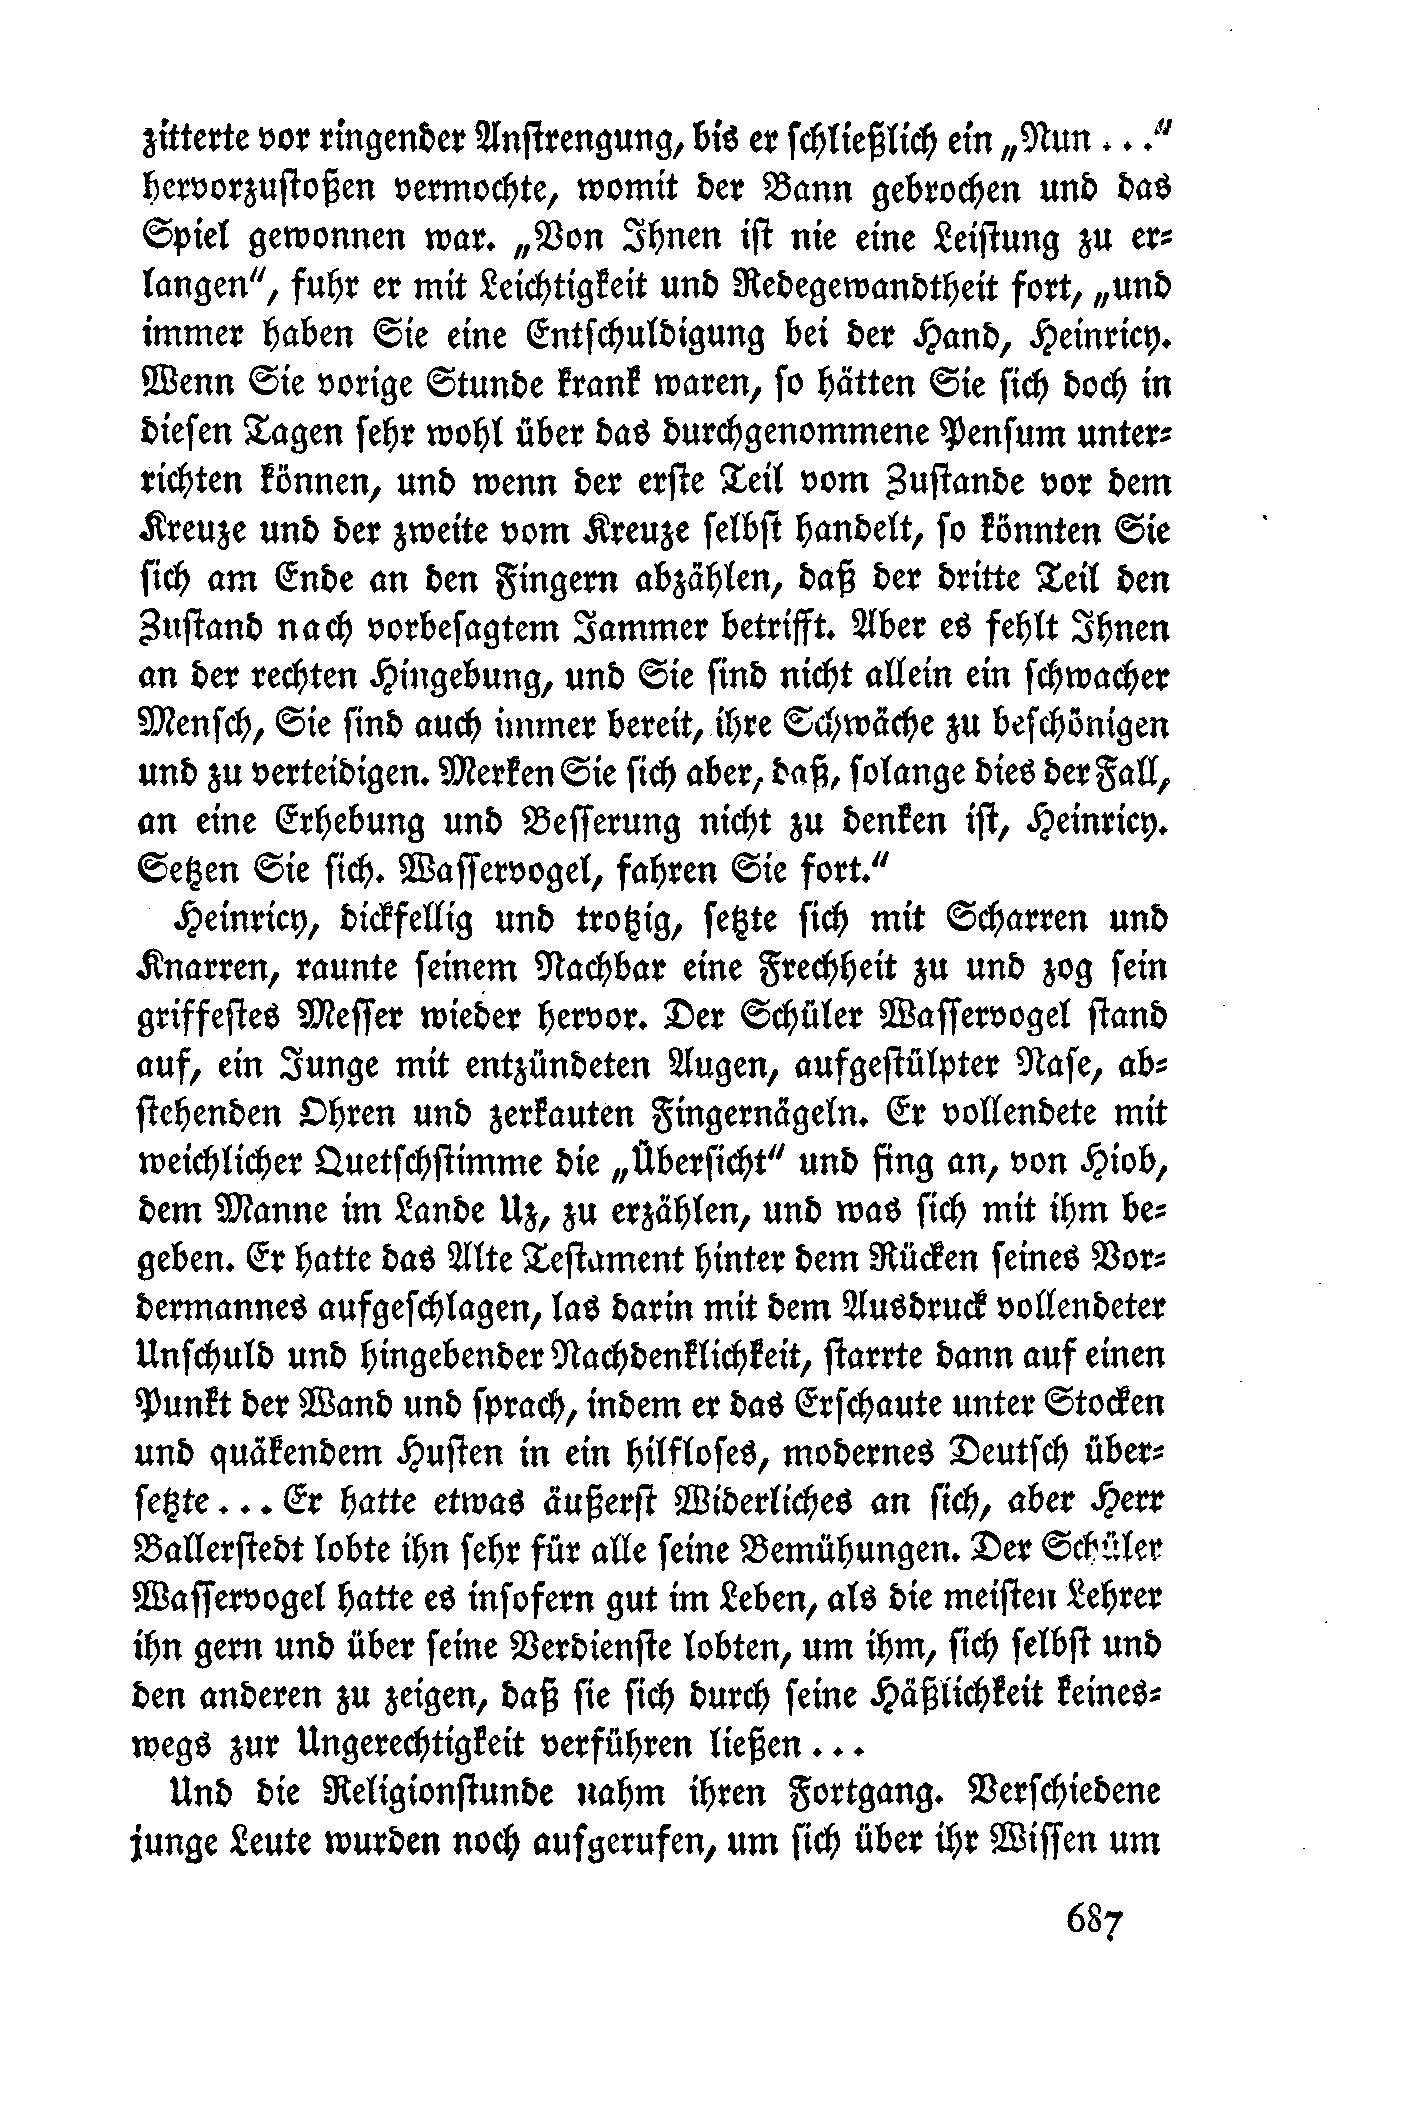 zitterte vor ringender Anstrengung, bis er schließlich ein „Nun . . .“
hervorzustoßen vermochte, womit der Bann gebrochen und das
Spiel gewonnen war. „Von Ihnen ist nie eine Leistung zu er-
langen“, fuhr er mit Leichtigkeit und Redegewandtheit fort, „und
immer haben Sie eine Entschuldigung bei der Hand, Heinricy.
Wenn Sie vorige Stunde krank waren, so hätten Sie sich doch in
diesen Tagen sehr wohl über das durchgenommene Pensum unter-
richten können, und wenn der erste Teil vom Zustande vor dem
Kreuze und der zweite vom Kreuze selbst handelt, so könnten Sie
sich am Ende an den Fingern abzählen, daß der dritte Teil den
Zustand nach vorbesagtem Jammer betrifft. Aber es fehlt Ihnen
an der rechten Hingebung, und Sie sind nicht allein ein schwacher
Mensch, Sie sind auch immer bereit, ihre Schwäche zu beschönigen
und zu verteidigen. Merken Sie sich aber, daß, solange dies der Fall,
an eine Erhebung und Besserung nicht zu denken ist, Heinricy.
Setzen Sie sich. Wasservogel, fahren Sie fort.“
Heinricy, dickfellig und trotzig, setzte sich mit Scharren und
Knarren, raunte seinem Nachbar eine Frechheit zu und zog sein
griffestes Messer wieder hervor. Der Schüler Wasservogel stand
auf, ein Junge mit entzündeten Augen, aufgestülpter Nase, ab-
stehenden Ohren und zerkauten Fingernägeln. Er vollendete mit
weichlicher Quetschstimme die „Übersicht“ und fing an, von Hiob,
dem Manne im Lande Uz, zu erzählen, und was sich mit ihm be-
geben. Er hatte das Alte Testament hinter dem Rücken seines Vor-
dermannes aufgeschlagen, las darin mit dem Ausdruck vollendeter
Unschuld und hingebender Nachdenklichkeit, starrte dann auf einen
Punkt der Wand und sprach, indem er das Erschaute unter Stocken
und quäkendem Husten in ein hilfloses, modernes Deutsch über-
setzte . . . Er hatte etwas äußerst Widerliches an sich, aber Herr
Ballerstedt lobte ihn sehr für alle seine Bemühungen. Der Schüler
Wasservogel hatte es insofern gut im Leben, als die meisten Lehrer
ihn gern und über seine Verdienste lobten, um ihm, sich selbst und
den anderen zu zeigen, daß sie sich durch seine Häßlichkeit keines-
wegs zur Ungerechtigkeit verführen ließen . . .
Und die Religionstunde nahm ihren Fortgang. Verschiedene
junge Leute wurden noch aufgerufen, um sich über ihr Wissen um
687